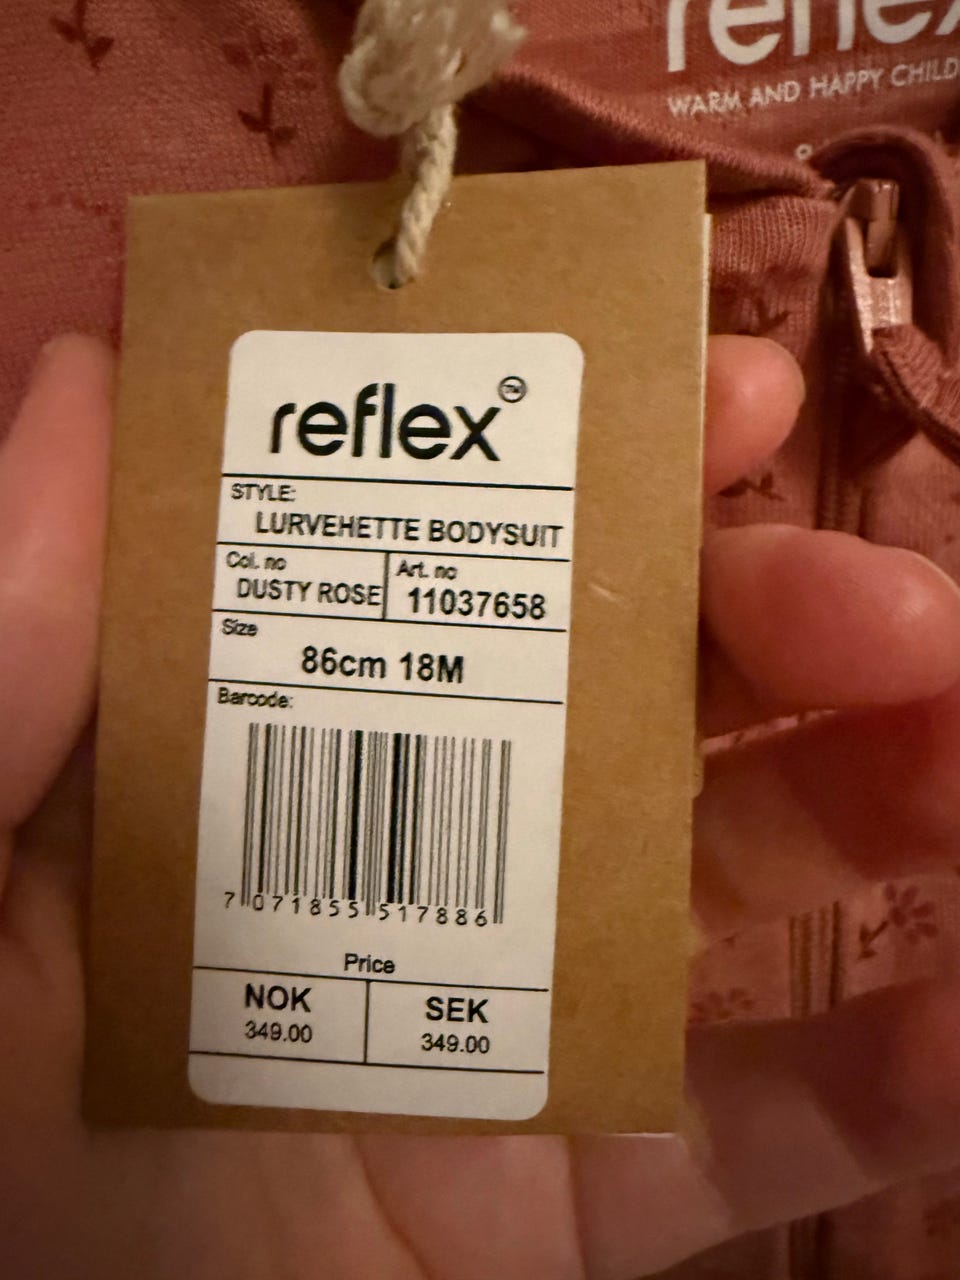 reflex
WARM AND HAPPY CHILD
reflex™
STYLE:
LURVEHETTE BODYSUIT
Col. no
DUSTY ROSE
Art. no
11037658
Size
86cm 18M
Barcode:
7 071855 517886
Price
NOK
349.00
SEK
349.00